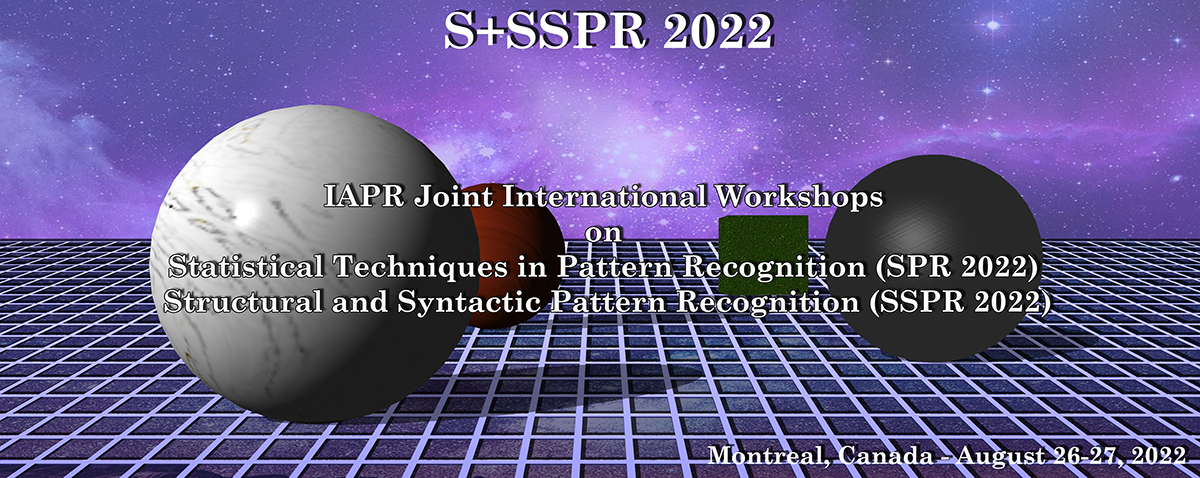 S+SSPR 2022
IAPR Joint International Workshops
on
Statistical Techniques in Pattern Recognition (SPR 2022)
Structural and Syntactic Pattern Recognition (SSPR 2022)
Montreal, Canada - August 26-27, 2022